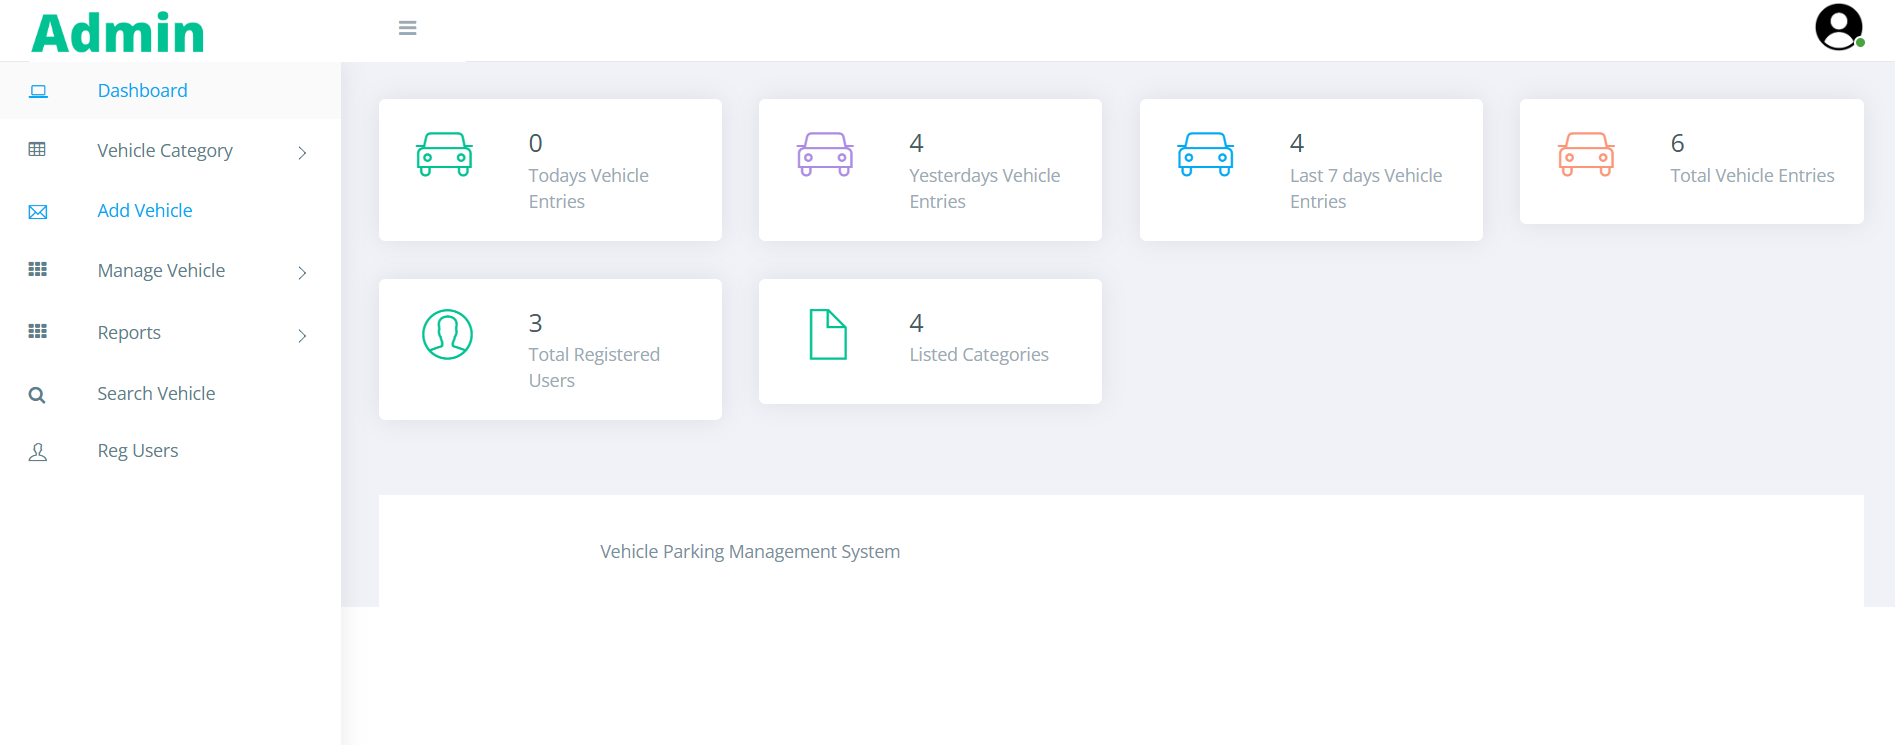 Admin
Dashboard
Vehicle Category
Add Vehicle
Manage Vehicle
Reports
Search Vehicle
Reg Users
0
Todays Vehicle
Entries
4
Yesterdays Vehicle
Entries
4
Last 7 days Vehicle
Entries
6
Total Vehicle Entries
3
Total Registered
Users
4
Listed Categories
Vehicle Parking Management System